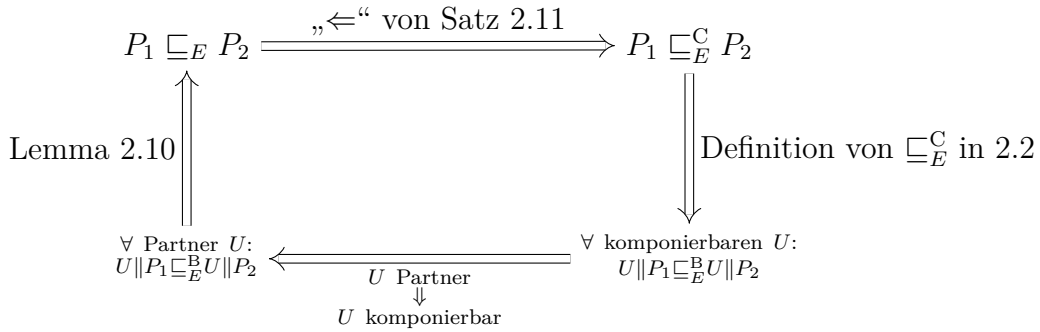 „⇐“ von Satz 2.11
P₁ ⊑_E P₂
P₁ ⊑_E^C P₂
Lemma 2.10
Definition von ⊑_E^C in 2.2
∀ Partner U:
U∥P₁⊑_E^B U∥P₂
∀ komponierbaren U:
U∥P₁⊑_E^B U∥P₂
U Partner
⇓
U komponierbar